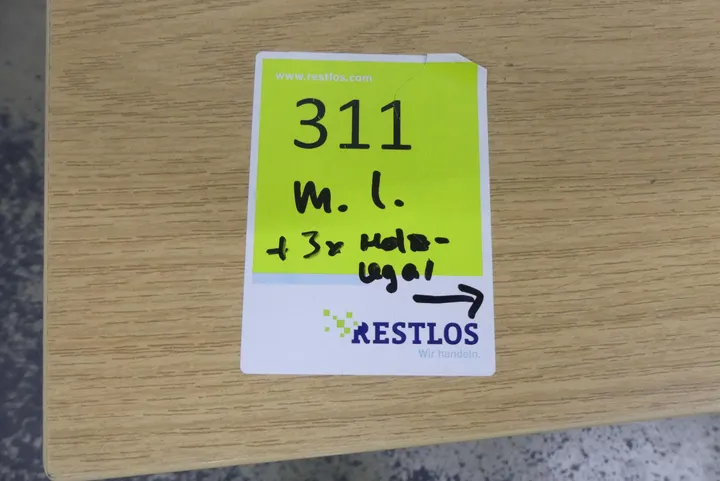 www.restlos.com
311
m. l.
+ 3x Holz-
regal
RESTLOS
Wir handeln.